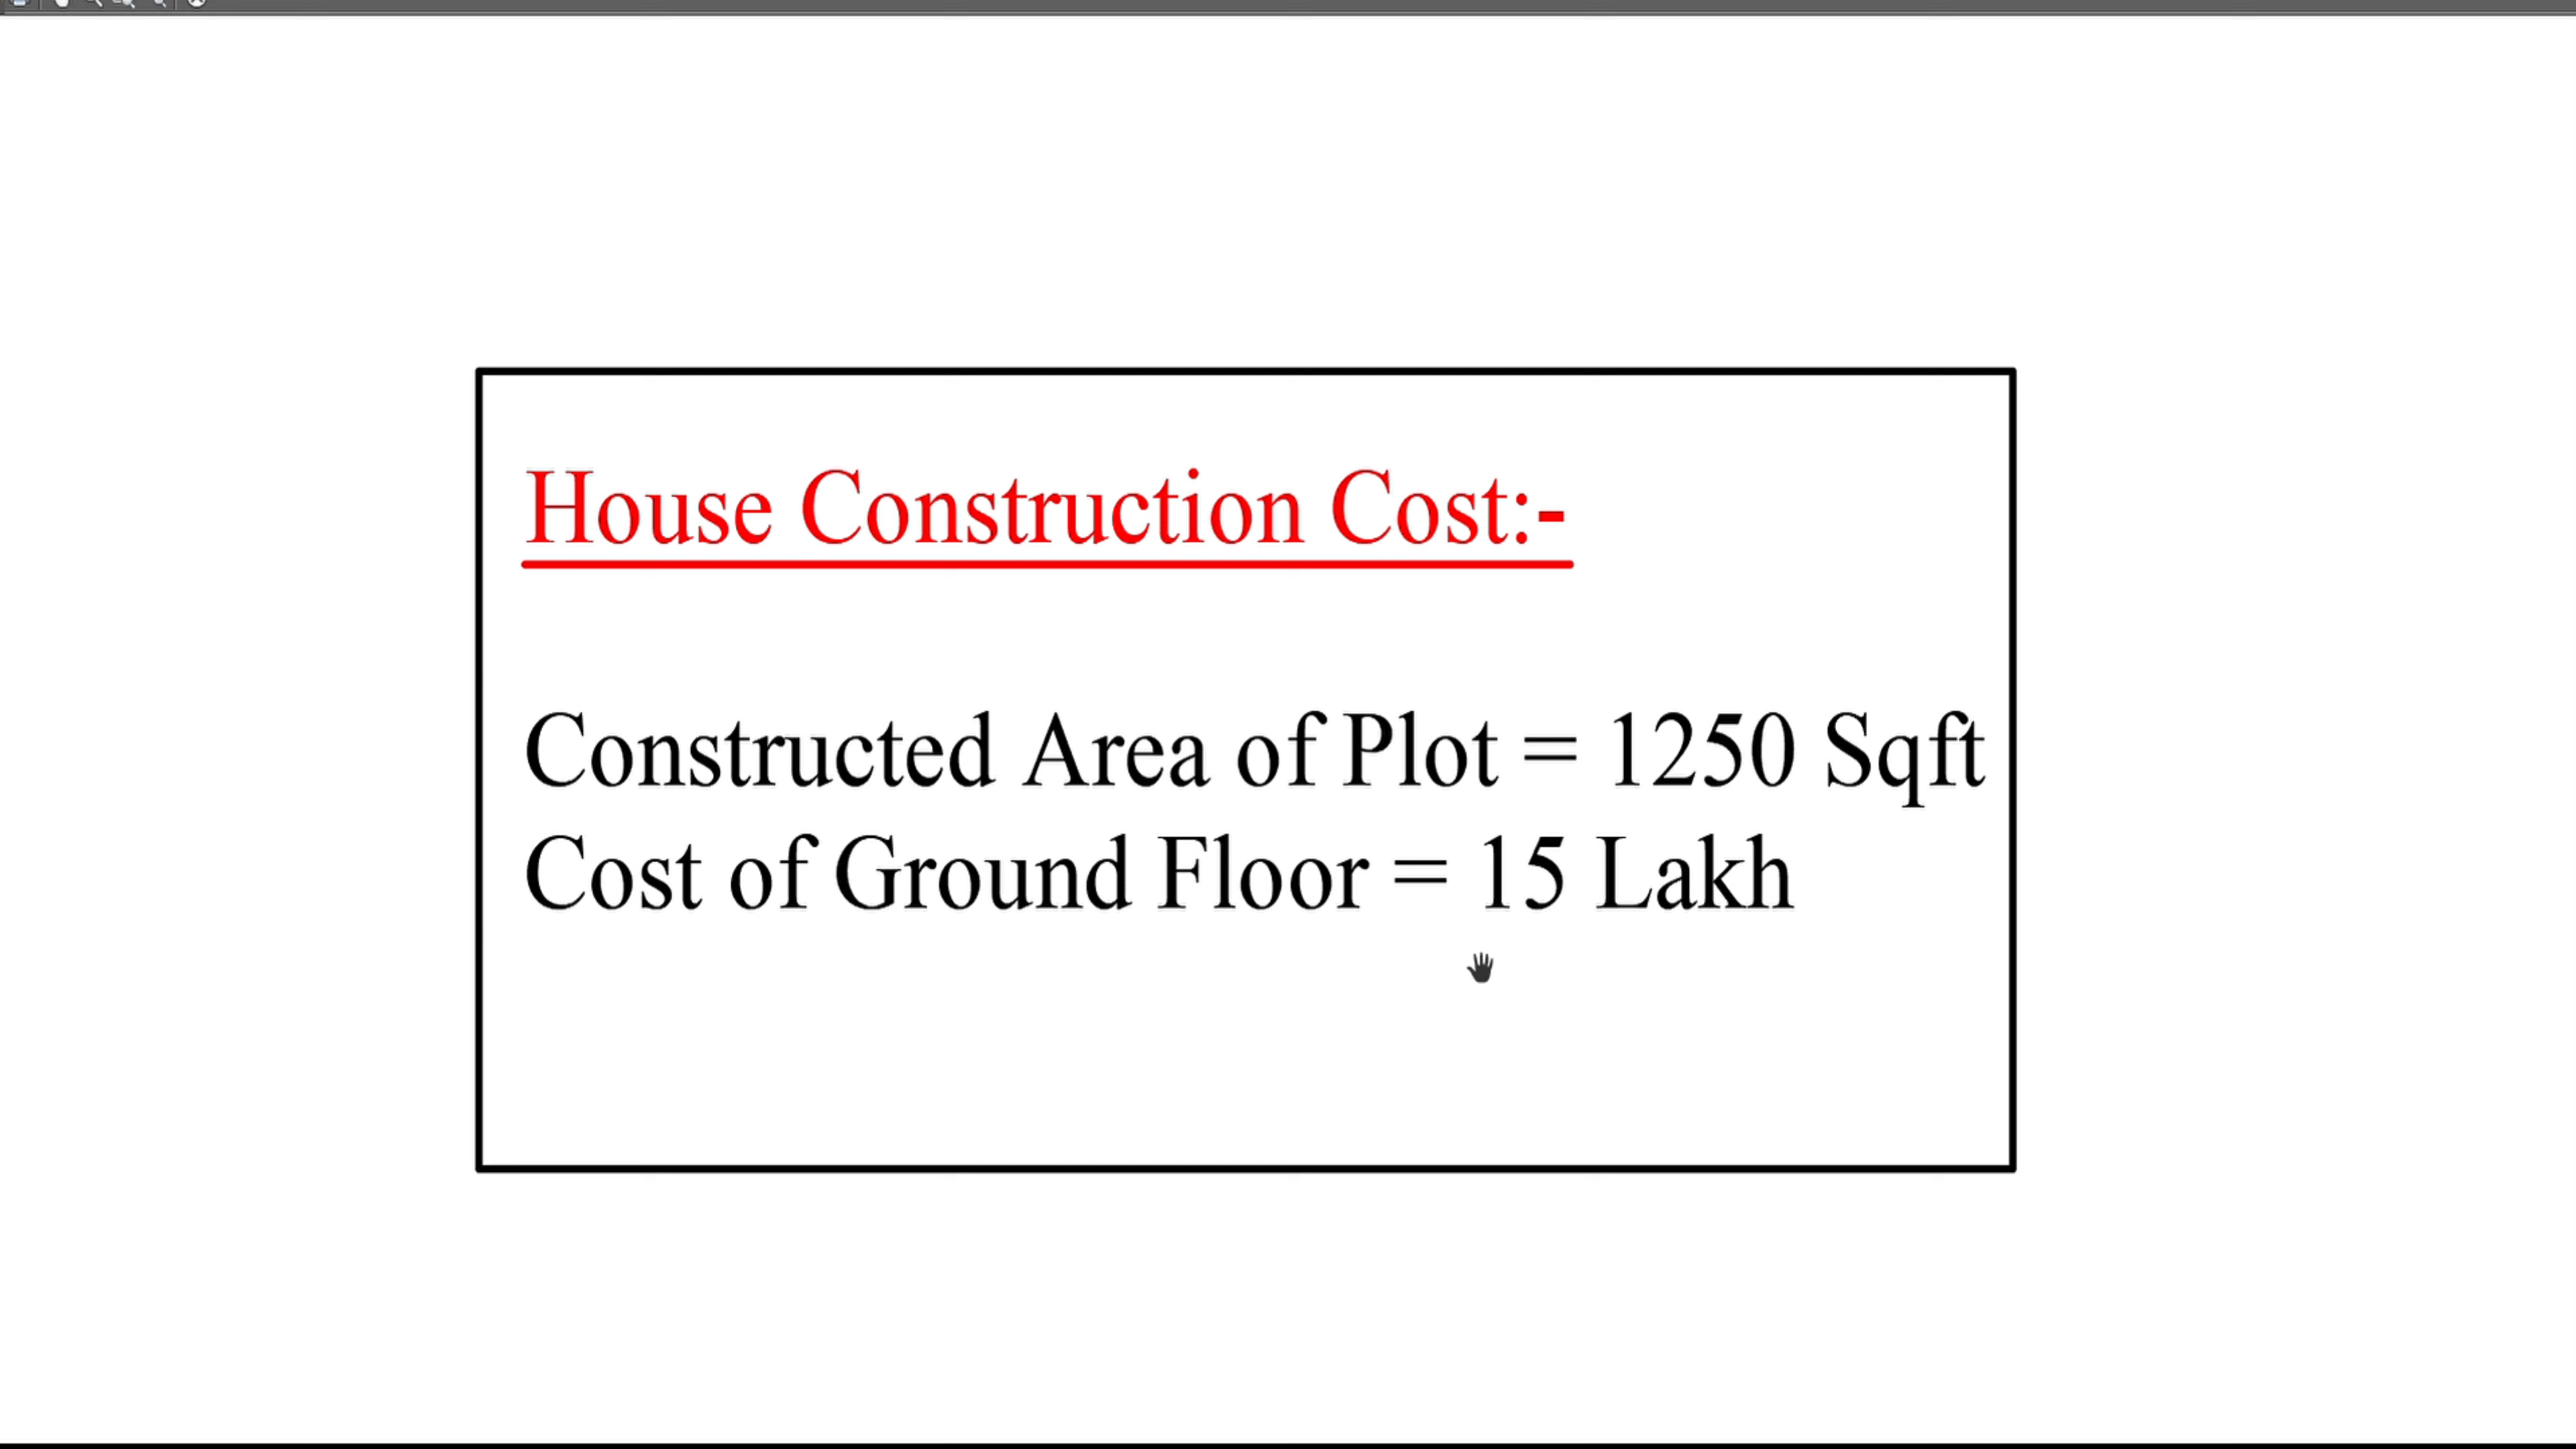 House Construction Cost:-
Constructed Area of Plot = 1250 Sqft
Cost of Ground Floor = 15 Lakh